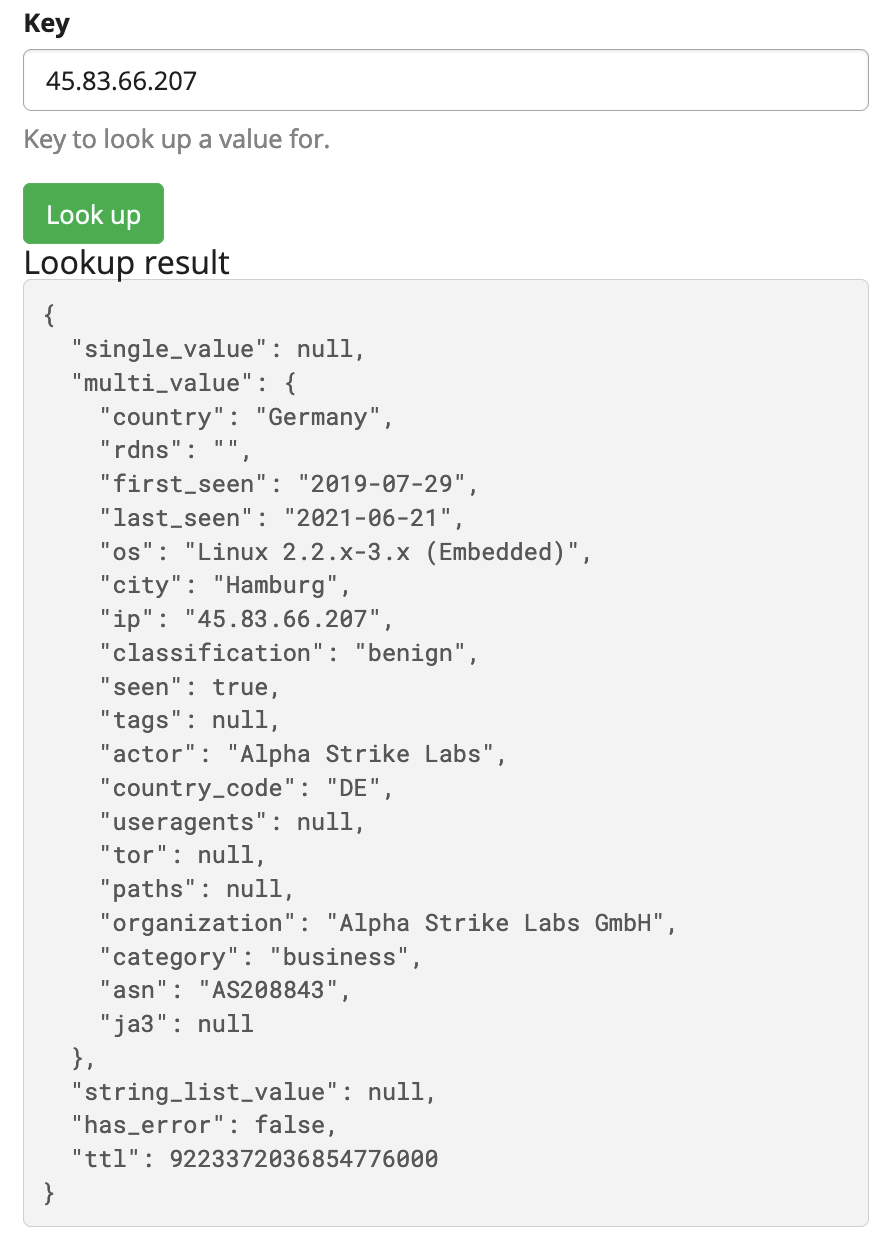 Key
45.83.66.207
Key to look up a value for.
Look up
Lookup result
{
  "single_value": null,
  "multi_value": {
    "country": "Germany",
    "rdns": "",
    "first_seen": "2019-07-29",
    "last_seen": "2021-06-21",
    "os": "Linux 2.2.x-3.x (Embedded)",
    "city": "Hamburg",
    "ip": "45.83.66.207",
    "classification": "benign",
    "seen": true,
    "tags": null,
    "actor": "Alpha Strike Labs",
    "country_code": "DE",
    "useragents": null,
    "tor": null,
    "paths": null,
    "organization": "Alpha Strike Labs GmbH",
    "category": "business",
    "asn": "AS208843",
    "ja3": null
  },
  "string_list_value": null,
  "has_error": false,
  "ttl": 9223372036854776000
}